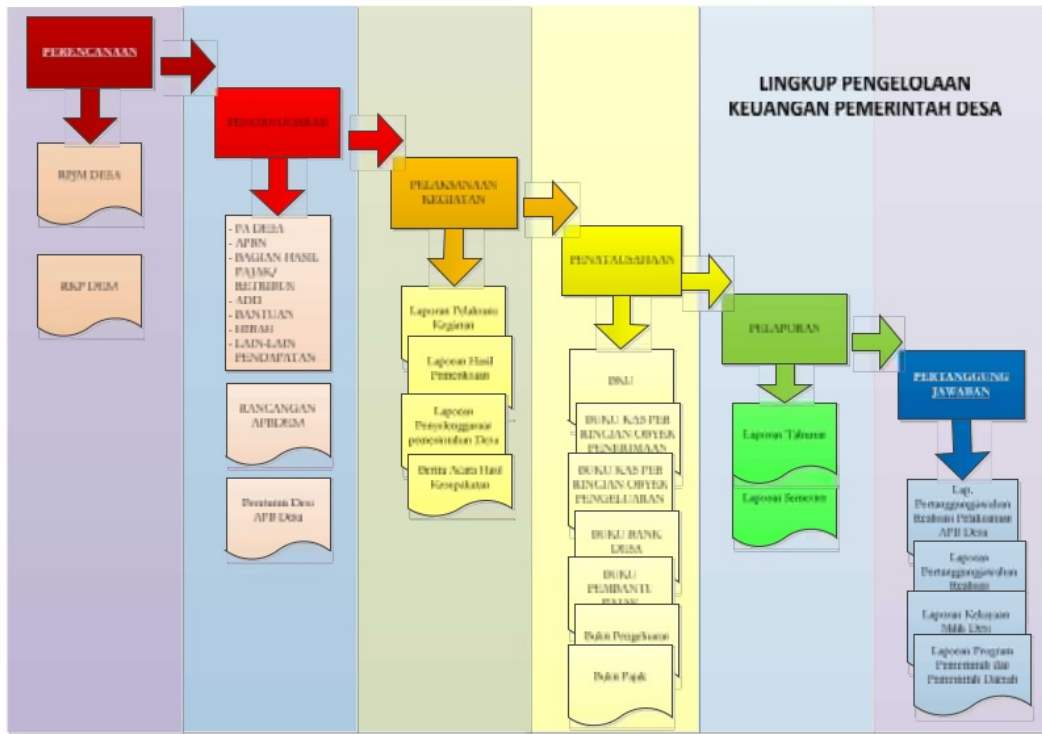 LINGKUP PENGELOLAAN
KEUANGAN PEMERINTAH DESA
PERENCANAAN
RPJM DESA
RKP DESA
PENGANGGARAN
- PA DESA
- APBN
- BAGIAN HASIL
PAJAK/
RETRIBUSI
- ADD
- BANTUAN
- HIBAH
- LAIN-LAIN
PENDAPATAN
RANCANGAN
APBDESA
Peraturan Desa
APB Desa
PELAKSANAAN
KEGIATAN
Laporan Pelaksana
Kegiatan
Laporan Hasil
Pemeriksaan
Laporan
Penyelenggaraan
pemerintahan Desa
Berita Acara Hasil
Kesepakatan
PENATAUSAHAAN
BKU
BUKU KAS PER
RINCIAN OBYEK
PENERIMAAN
BUKU KAS PER
RINCIAN OBYEK
PENGELUARAN
BUKU BANK
DESA
BUKU
PEMBANTU
PAJAK
Bukti Pengeluaran
Bukti Pajak
PELAPORAN
Laporan Tahunan
Laporan Semester
PERTANGGUNG
JAWABAN
Lap.
Pertanggungjawaban
Realisasi Pelaksanaan
APB Desa
Laporan
Pertanggungjawaban
Realisasi
Laporan Kekayaan
Milik Desa
Laporan Program
Pemerintah dan
Pemerintah Daerah